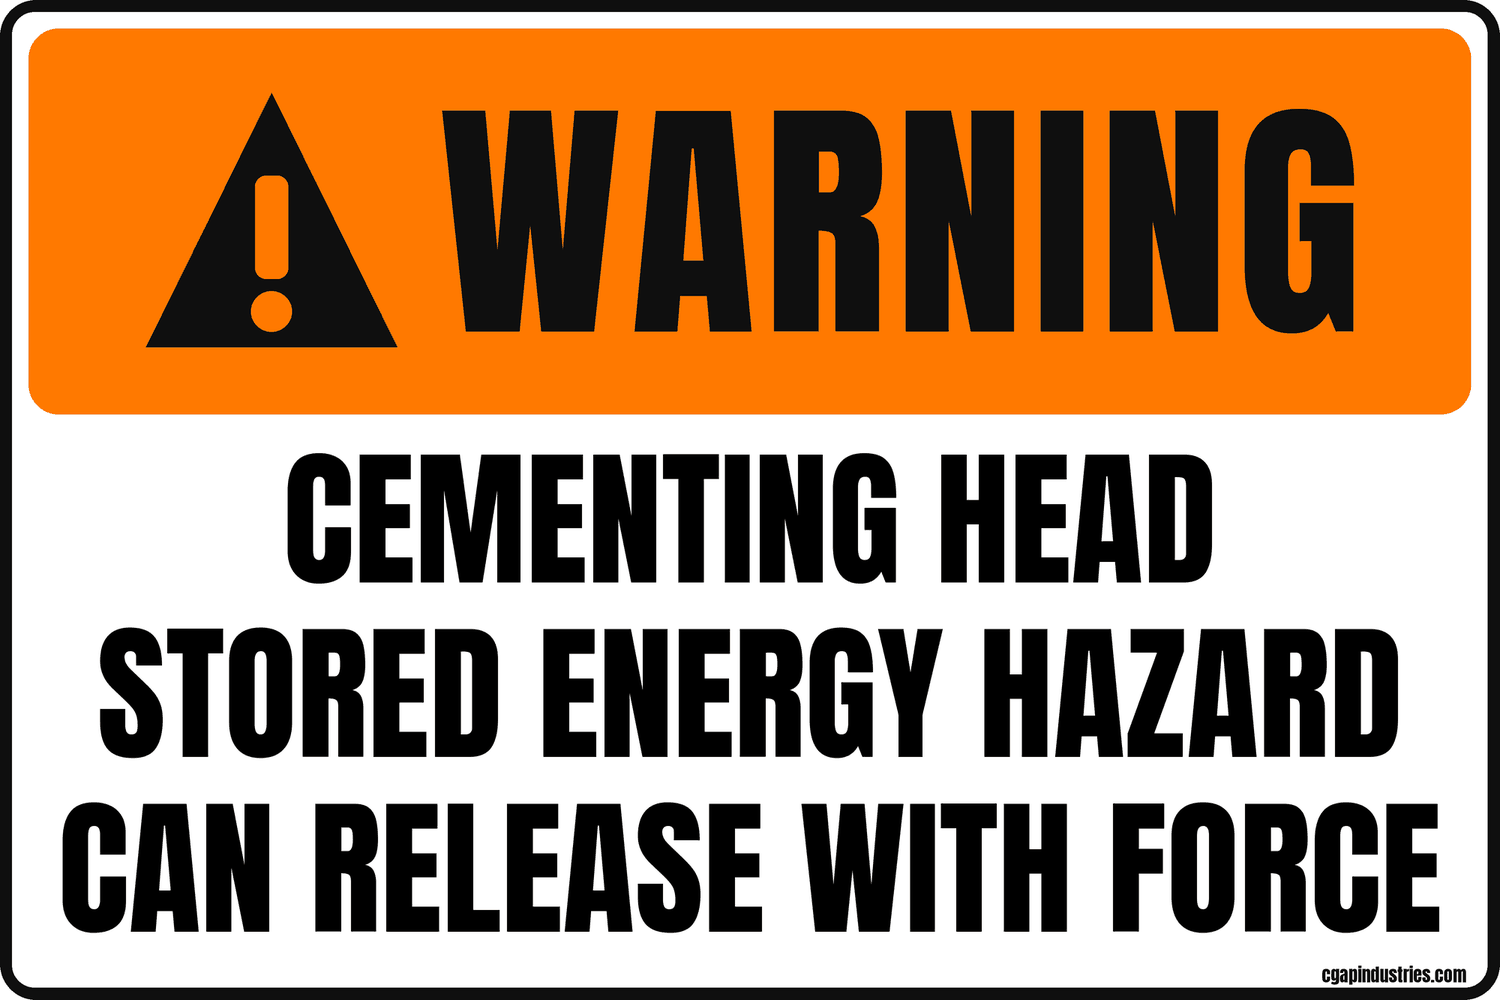 WARNING
CEMENTING HEAD
STORED ENERGY HAZARD
CAN RELEASE WITH FORCE
cgapindustries.com